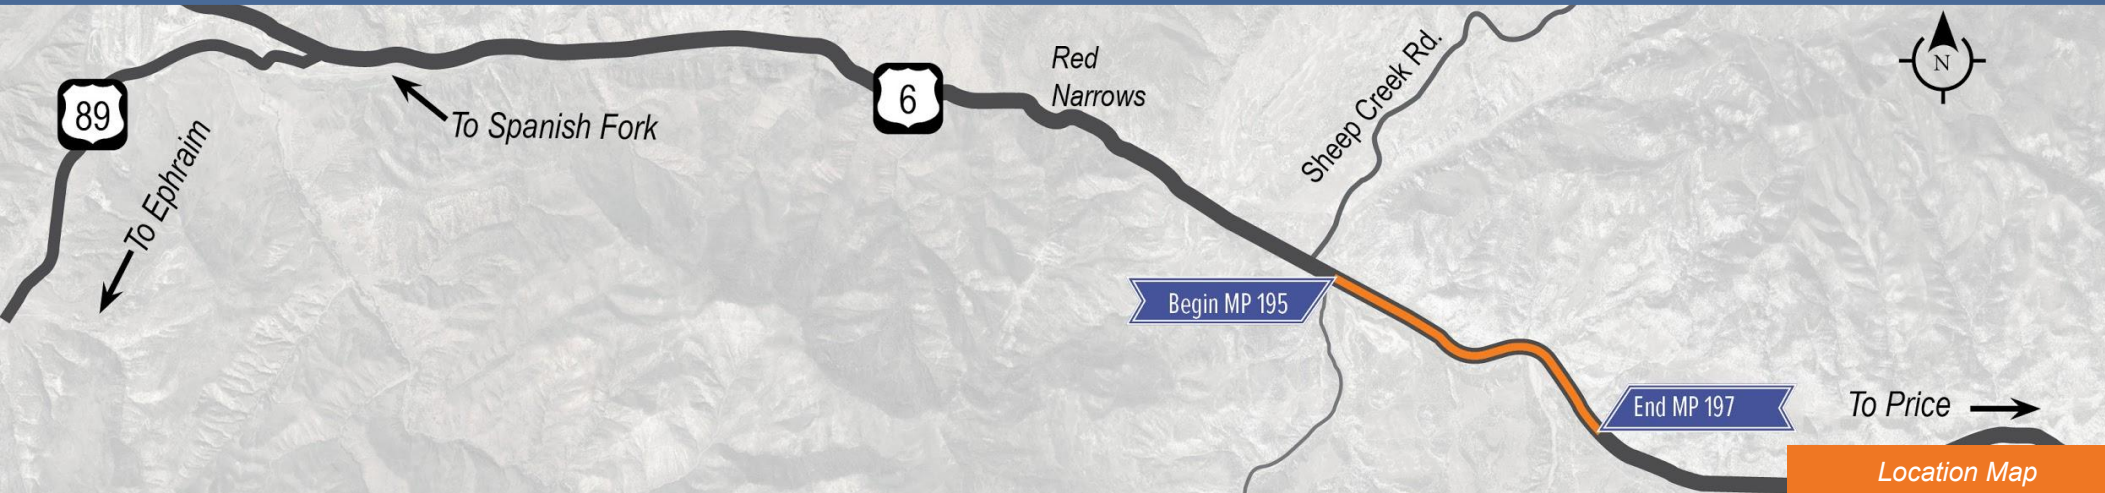 89
To Ephraim
To Spanish Fork
6
Red
Narrows
Sheep Creek Rd.
N
Begin MP 195
End MP 197
To Price
Location Map